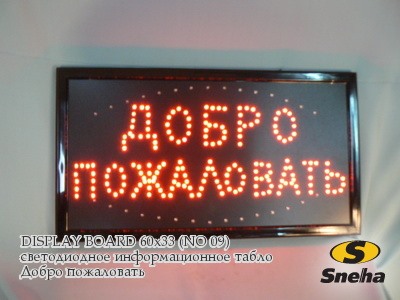 ДОБРО
ПОЖАЛОВАТЬ
DISPLAY BOARD 60x33 (NO 09)
светодиодное информационное табло
Добро пожаловать
S
Sneha